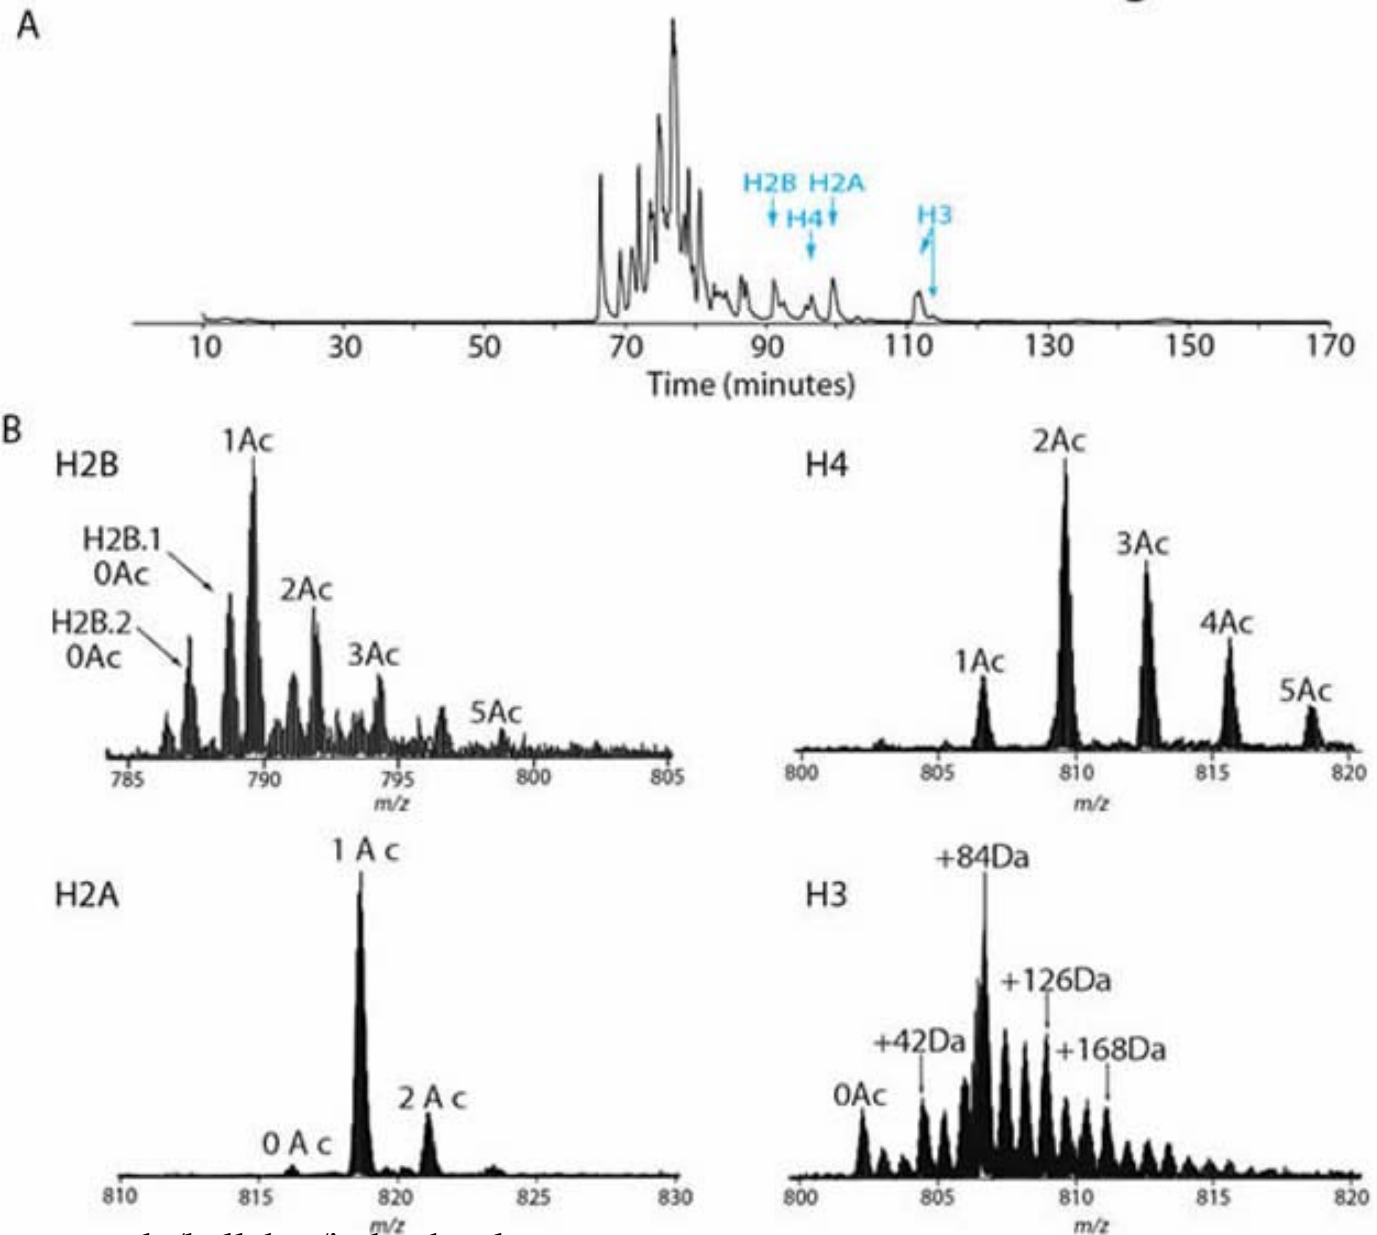 A
H2B H2A
H4
H3
10 30 50 70 90 110 130 150 170
Time (minutes)
B
H2B
1Ac
H2B.1
0Ac
2Ac
H2B.2
0Ac
3Ac
5Ac
785 790 795 800 805
m/z
H4
2Ac
3Ac
4Ac
1Ac
5Ac
800 805 810 815 820
m/z
H2A
1 A c
2 A c
0 A c
810 815 820 825 830
m/z
H3
+84Da
+126Da
+42Da
+168Da
0Ac
800 805 810 815 820
m/z